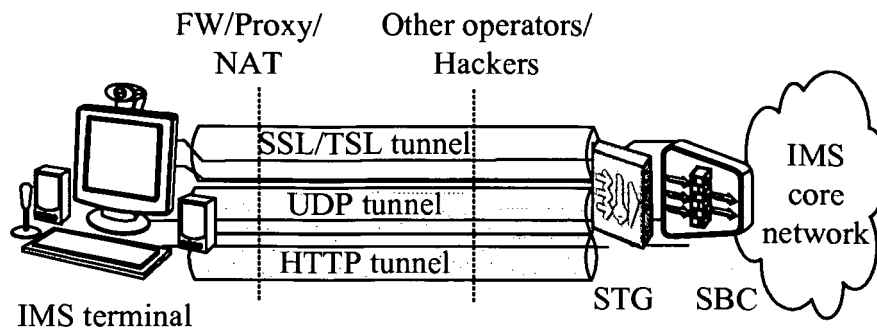 FW/Proxy/
NAT
Other operators/
Hackers
SSL/TSL tunnel
UDP tunnel
HTTP tunnel
IMS
core
network
STG
SBC
IMS terminal